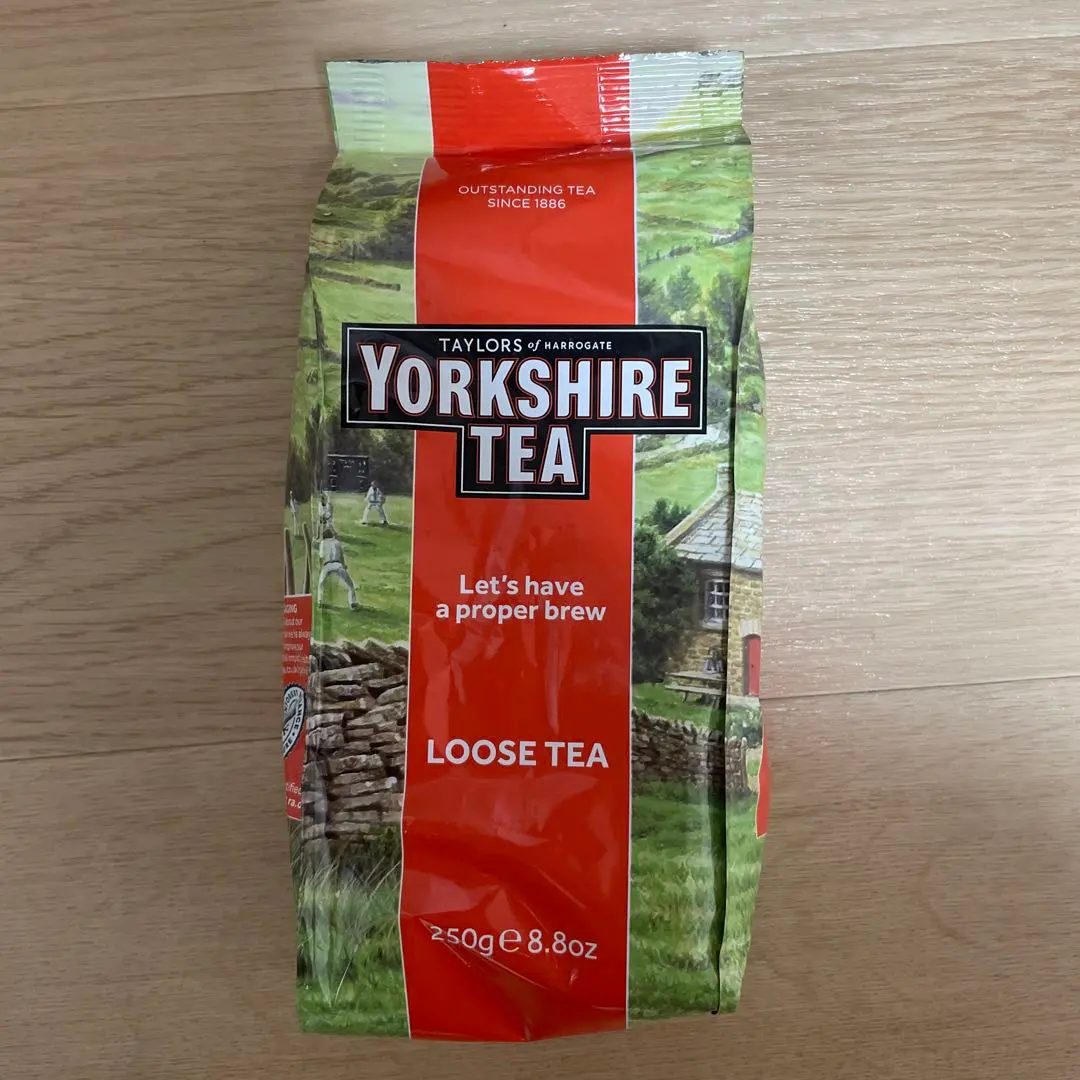 OUTSTANDING TEA
SINCE 1886
TAYLORS of HARROGATE
YORKSHIRE
TEA
Let's have
a proper brew
LOOSE TEA
250g e 8.8oz